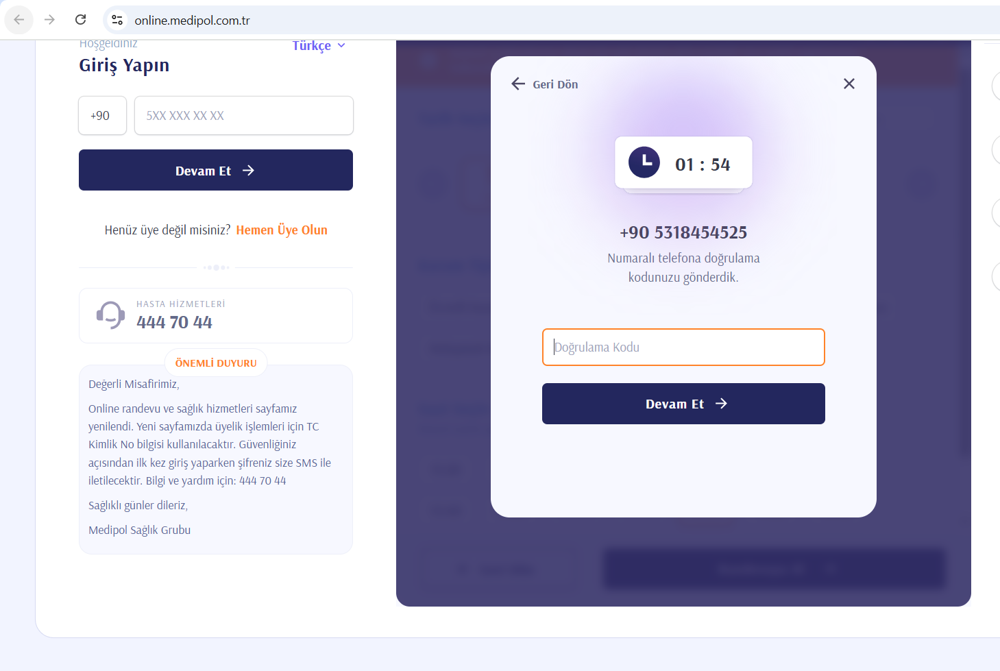 online.medipol.com.tr
Hoşgeldiniz
Türkçe
Giriş Yapın
+90
5XX XXX XX XX
Devam Et
Henüz üye değil misiniz? Hemen Üye Olun
HASTA HİZMETLERİ
444 70 44
ÖNEMLİ DUYURU
Değerli Misafirimiz,
Online randevu ve sağlık hizmetleri sayfamız
yenilendi. Yeni sayfamızda üyelik işlemleri için TC
Kimlik No bilgisi kullanılacaktır. Güvenliğiniz
açısından ilk kez giriş yaparken şifreniz size SMS ile
iletilecektir. Bilgi ve yardım için: 444 70 44
Sağlıklı günler dileriz,
Medipol Sağlık Grubu
Geri Dön
01 : 54
+90 5318454525
Numaralı telefona doğrulama
kodunuzu gönderdik.
Doğrulama Kodu
Devam Et